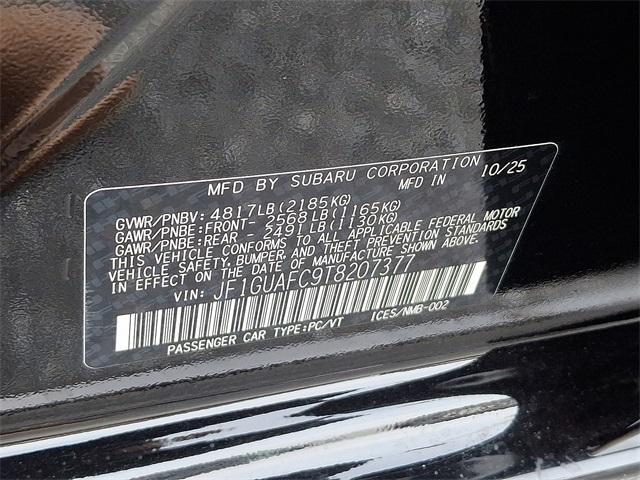 MFD BY SUBARU CORPORATION
MFD IN 10/25
GVWR/PNBV: 4817LB(2185KG)
GAWR/PNBE:FRONT- 2568LB(1165KG)
GAWR/PNBE:REAR - 2491LB(1130KG)
THIS VEHICLE CONFORMS TO ALL APPLICABLE FEDERAL MOTOR
VEHICLE SAFETY, BUMPER, AND THEFT PREVENTION STANDARDS
IN EFFECT ON THE DATE OF MANUFACTURE SHOWN ABOVE.
VIN: JF1GUAFC9T8207377
PASSENGER CAR TYPE:PC/VT ICES/NMB-002